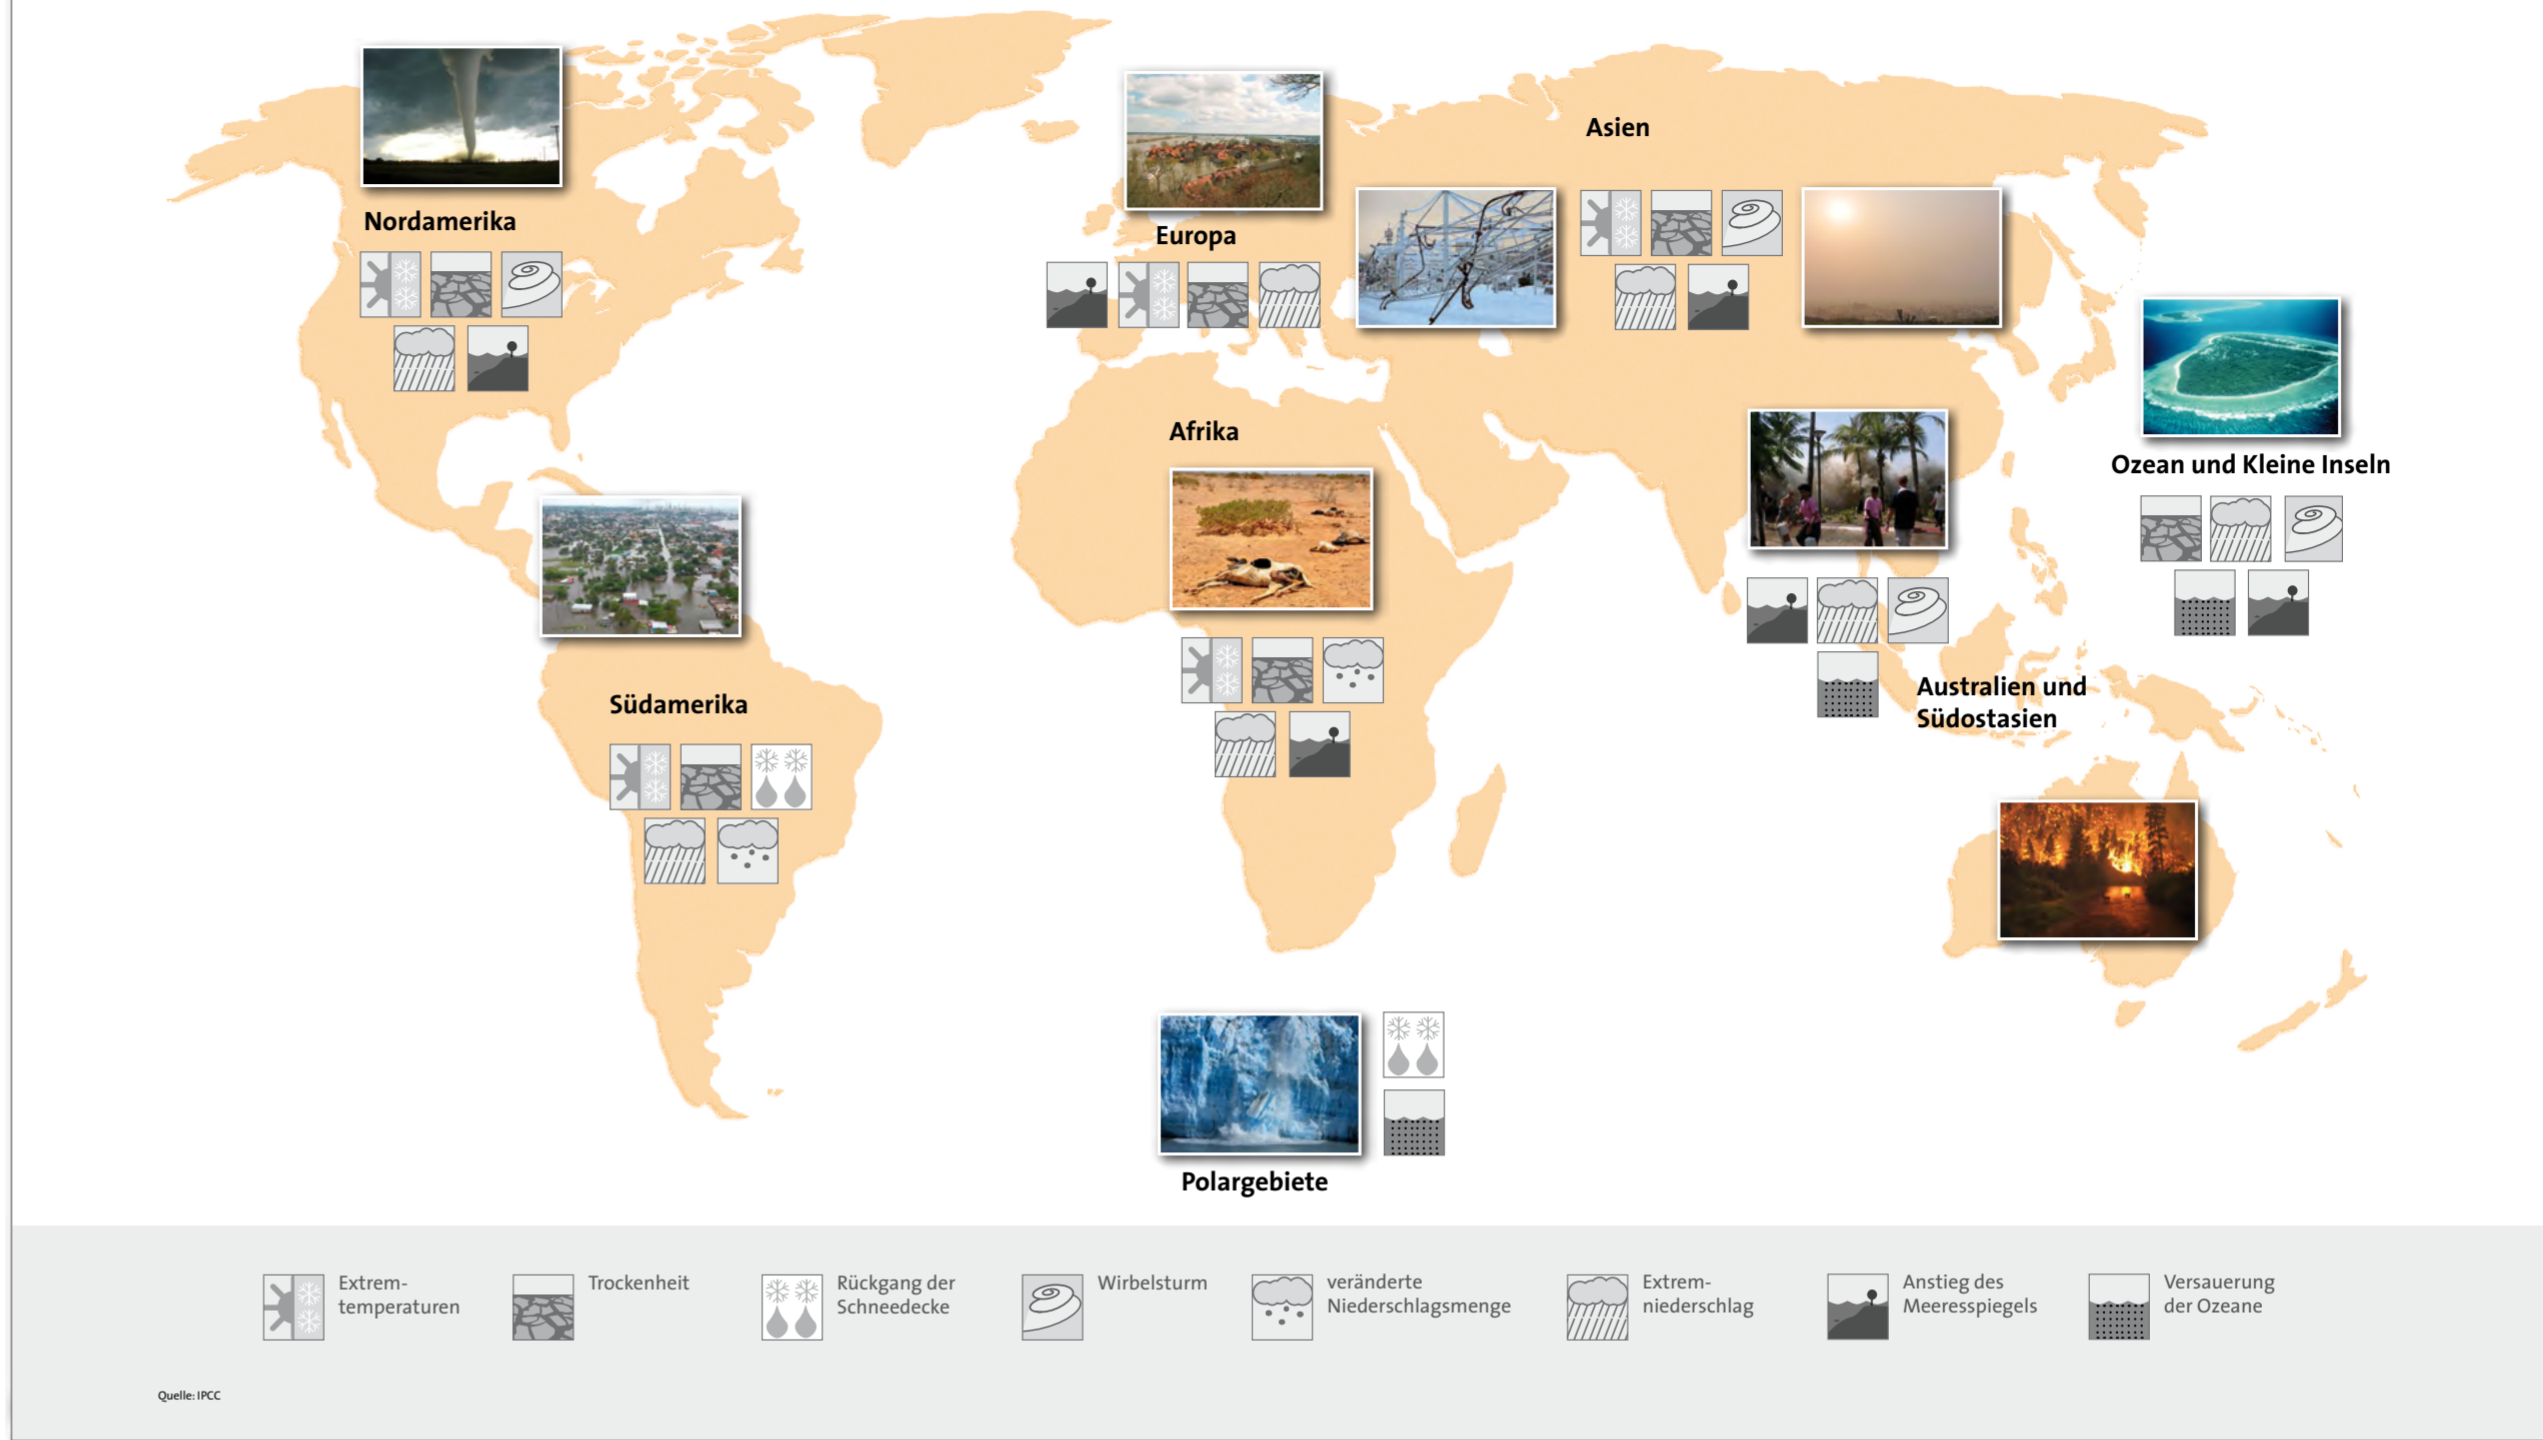 Asien
Nordamerika
Europa
Afrika
Ozean und Kleine Inseln
Südamerika
Australien und
Südostasien
Polargebiete
Extrem-
temperaturen
Trockenheit
Rückgang der
Schneedecke
Wirbelsturm
veränderte
Niederschlagsmenge
Extrem-
niederschlag
Anstieg des
Meeresspiegels
Versauerung
der Ozeane
Quelle: IPCC